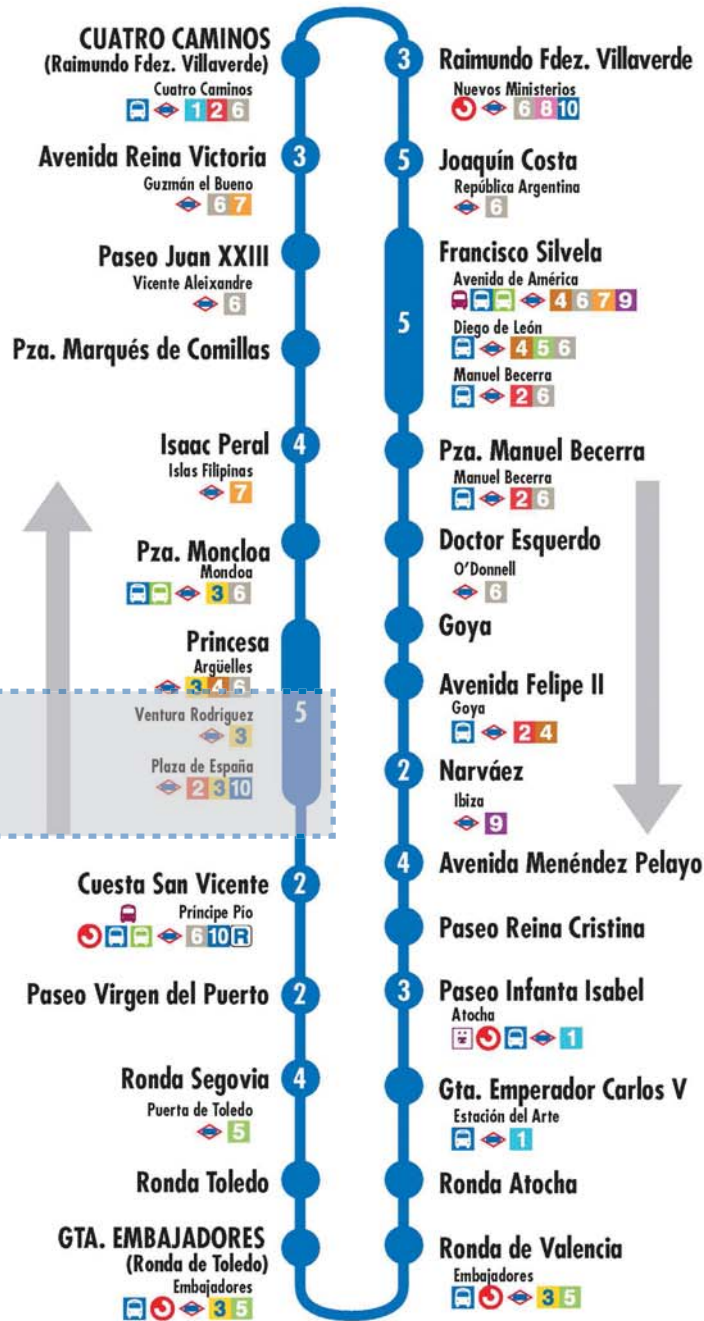 CUATRO CAMINOS
(Raimundo Fdez. Villaverde)
Cuatro Caminos
1 2 6
Avenida Reina Victoria
3
Guzmán el Bueno
6 7
Paseo Juan XXIII
Vicente Aleixandre
6
Pza. Marqués de Comillas
Isaac Peral
4
Islas Filipinas
7
Pza. Moncloa
Moncloa
3 6
Princesa
Argüelles
3 4 6
Ventura Rodríguez
5
3
Plaza de España
2 3 10
Cuesta San Vicente
2
Príncipe Pío
6 10 R
Paseo Virgen del Puerto
2
Ronda Segovia
4
Puerta de Toledo
5
Ronda Toledo
GTA. EMBAJADORES
(Ronda de Toledo)
Embajadores
3 5
3
Raimundo Fdez. Villaverde
Nuevos Ministerios
6 8 10
5
Joaquín Costa
República Argentina
6
Francisco Silvela
Avenida de América
4 6 7 9
5
Diego de León
4 5 6
Manuel Becerra
2 6
Pza. Manuel Becerra
Manuel Becerra
2 6
Doctor Esquerdo
O'Donnell
6
Goya
Avenida Felipe II
Goya
2 4
2
Narváez
Ibiza
9
4
Avenida Menéndez Pelayo
Paseo Reina Cristina
3
Paseo Infanta Isabel
Atocha
1
Gta. Emperador Carlos V
Estación del Arte
1
Ronda Atocha
Ronda de Valencia
Embajadores
3 5